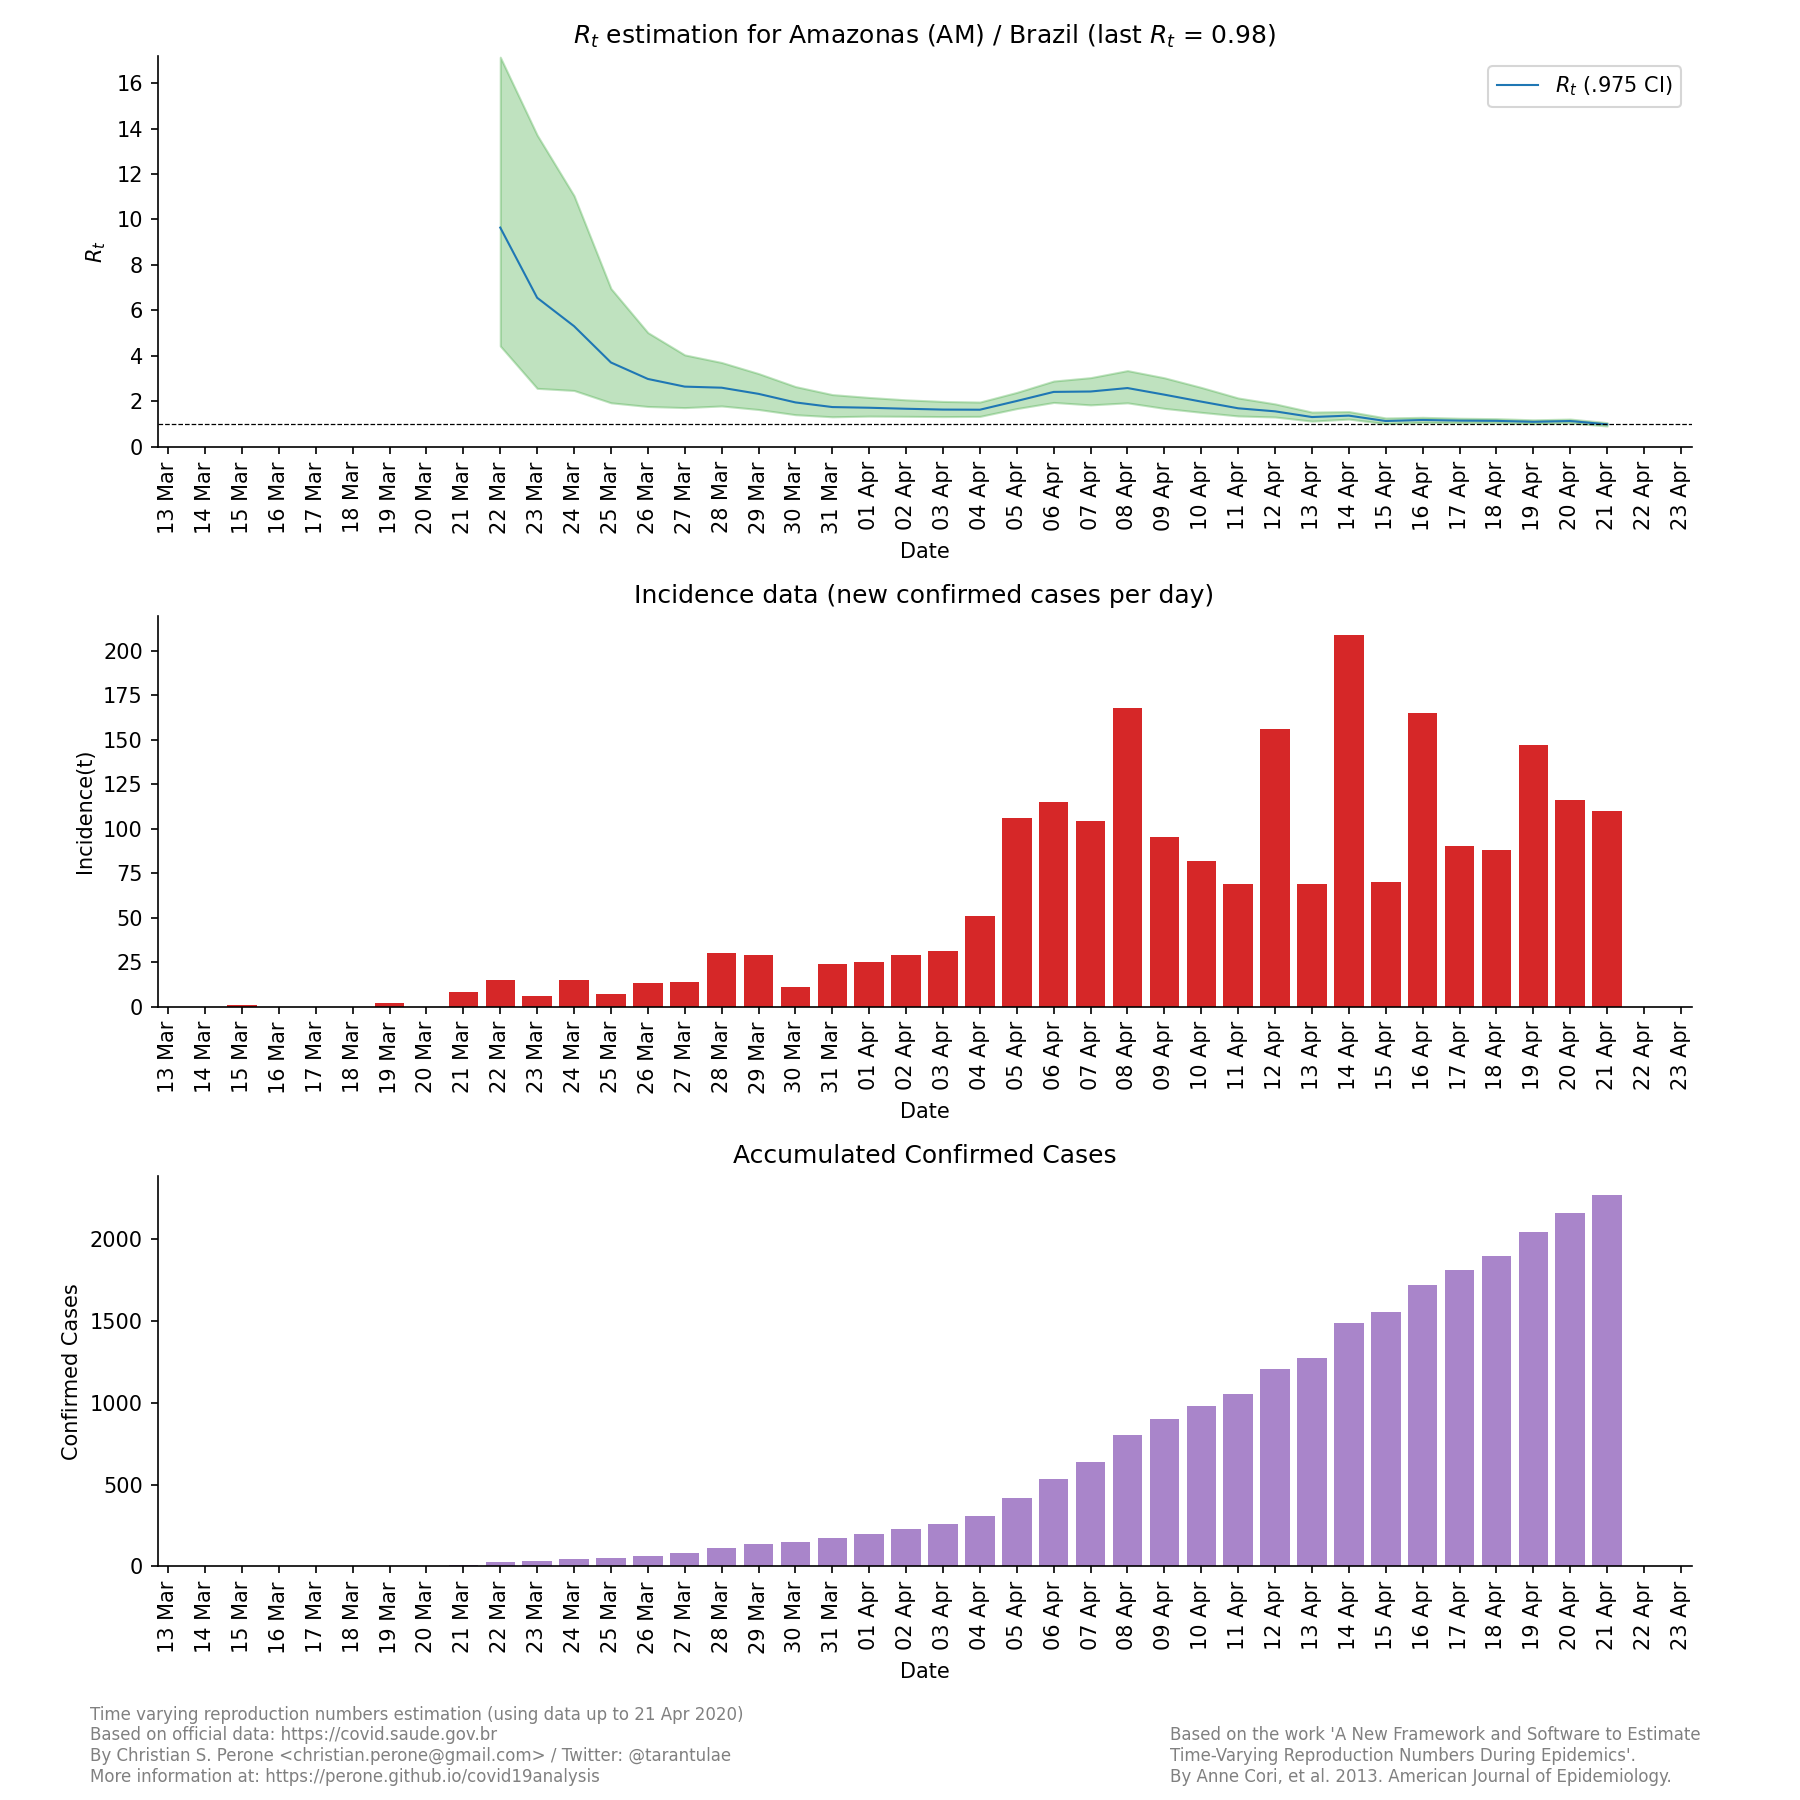 Rt estimation for Amazonas (AM) / Brazil (last Rt = 0.98)
Rt (.975 CI)
Rt
16
14
12
10
8
6
4
2
0
13 Mar 14 Mar 15 Mar 16 Mar 17 Mar 18 Mar 19 Mar 20 Mar 21 Mar 22 Mar 23 Mar 24 Mar 25 Mar 26 Mar 27 Mar 28 Mar 29 Mar 30 Mar 31 Mar 01 Apr 02 Apr 03 Apr 04 Apr 05 Apr 06 Apr 07 Apr 08 Apr 09 Apr 10 Apr 11 Apr 12 Apr 13 Apr 14 Apr 15 Apr 16 Apr 17 Apr 18 Apr 19 Apr 20 Apr 21 Apr 22 Apr 23 Apr
Date
Incidence data (new confirmed cases per day)
Incidence(t)
200
175
150
125
100
75
50
25
0
13 Mar 14 Mar 15 Mar 16 Mar 17 Mar 18 Mar 19 Mar 20 Mar 21 Mar 22 Mar 23 Mar 24 Mar 25 Mar 26 Mar 27 Mar 28 Mar 29 Mar 30 Mar 31 Mar 01 Apr 02 Apr 03 Apr 04 Apr 05 Apr 06 Apr 07 Apr 08 Apr 09 Apr 10 Apr 11 Apr 12 Apr 13 Apr 14 Apr 15 Apr 16 Apr 17 Apr 18 Apr 19 Apr 20 Apr 21 Apr 22 Apr 23 Apr
Date
Accumulated Confirmed Cases
Confirmed Cases
2000
1500
1000
500
0
13 Mar 14 Mar 15 Mar 16 Mar 17 Mar 18 Mar 19 Mar 20 Mar 21 Mar 22 Mar 23 Mar 24 Mar 25 Mar 26 Mar 27 Mar 28 Mar 29 Mar 30 Mar 31 Mar 01 Apr 02 Apr 03 Apr 04 Apr 05 Apr 06 Apr 07 Apr 08 Apr 09 Apr 10 Apr 11 Apr 12 Apr 13 Apr 14 Apr 15 Apr 16 Apr 17 Apr 18 Apr 19 Apr 20 Apr 21 Apr 22 Apr 23 Apr
Date
Time varying reproduction numbers estimation (using data up to 21 Apr 2020)
Based on official data: https://covid.saude.gov.br
By Christian S. Perone <christian.perone@gmail.com> / Twitter: @tarantulae
More information at: https://perone.github.io/covid19analysis
Based on the work 'A New Framework and Software to Estimate
Time-Varying Reproduction Numbers During Epidemics'.
By Anne Cori, et al. 2013. American Journal of Epidemiology.